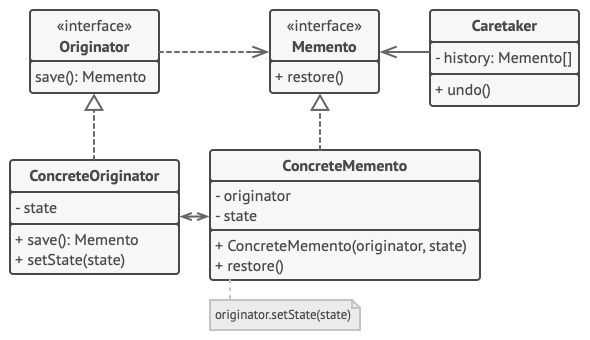 «interface»
Originator
save(): Memento
«interface»
Memento
+ restore()
Caretaker
- history: Memento[]
+ undo()
ConcreteOriginator
- state
+ save(): Memento
+ setState(state)
ConcreteMemento
- originator
- state
+ ConcreteMemento(originator, state)
+ restore()
originator.setState(state)